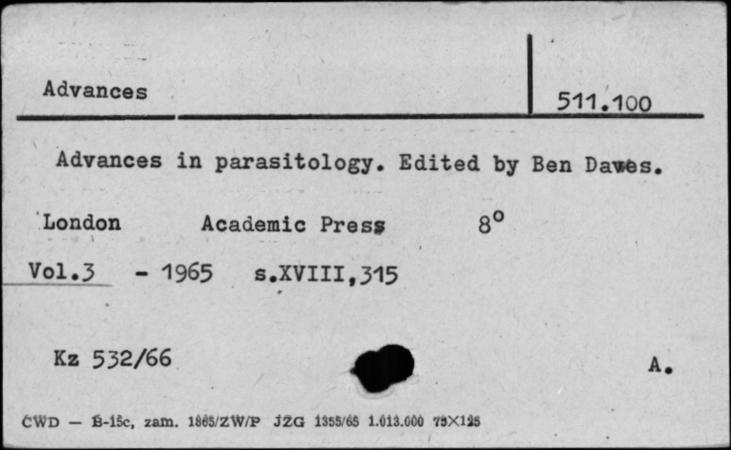 Advances
511.100
Advances in parasitology. Edited by Ben Dawes.
London Academic Press 8°
Vol.3 - 1965 s.XVIII,315
Kz 532/66
A.
CWD — B-15c, zam. 1865/ZW/P JZG 1355/65 1.013.000 75X125